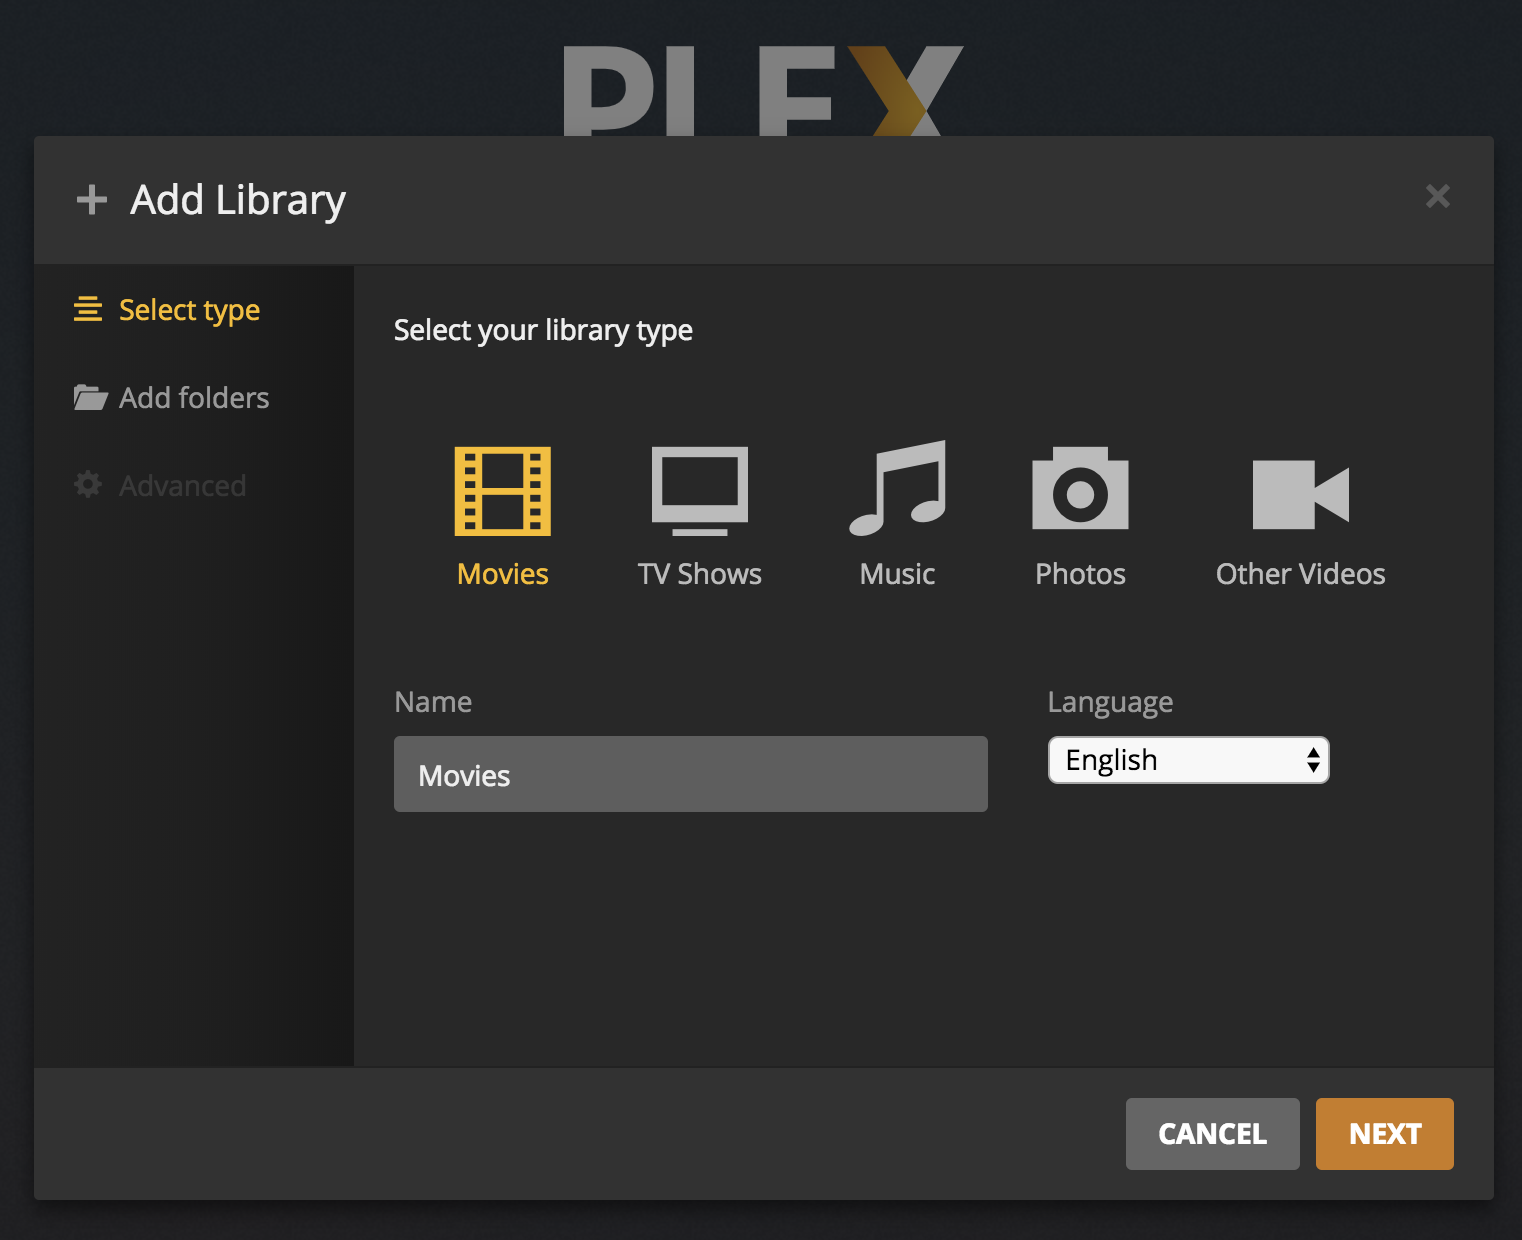 PLEX
Add Library
Select type
Add folders
Advanced
Select your library type
Movies
TV Shows
Music
Photos
Other Videos
Name
Language
Movies
English
CANCEL
NEXT